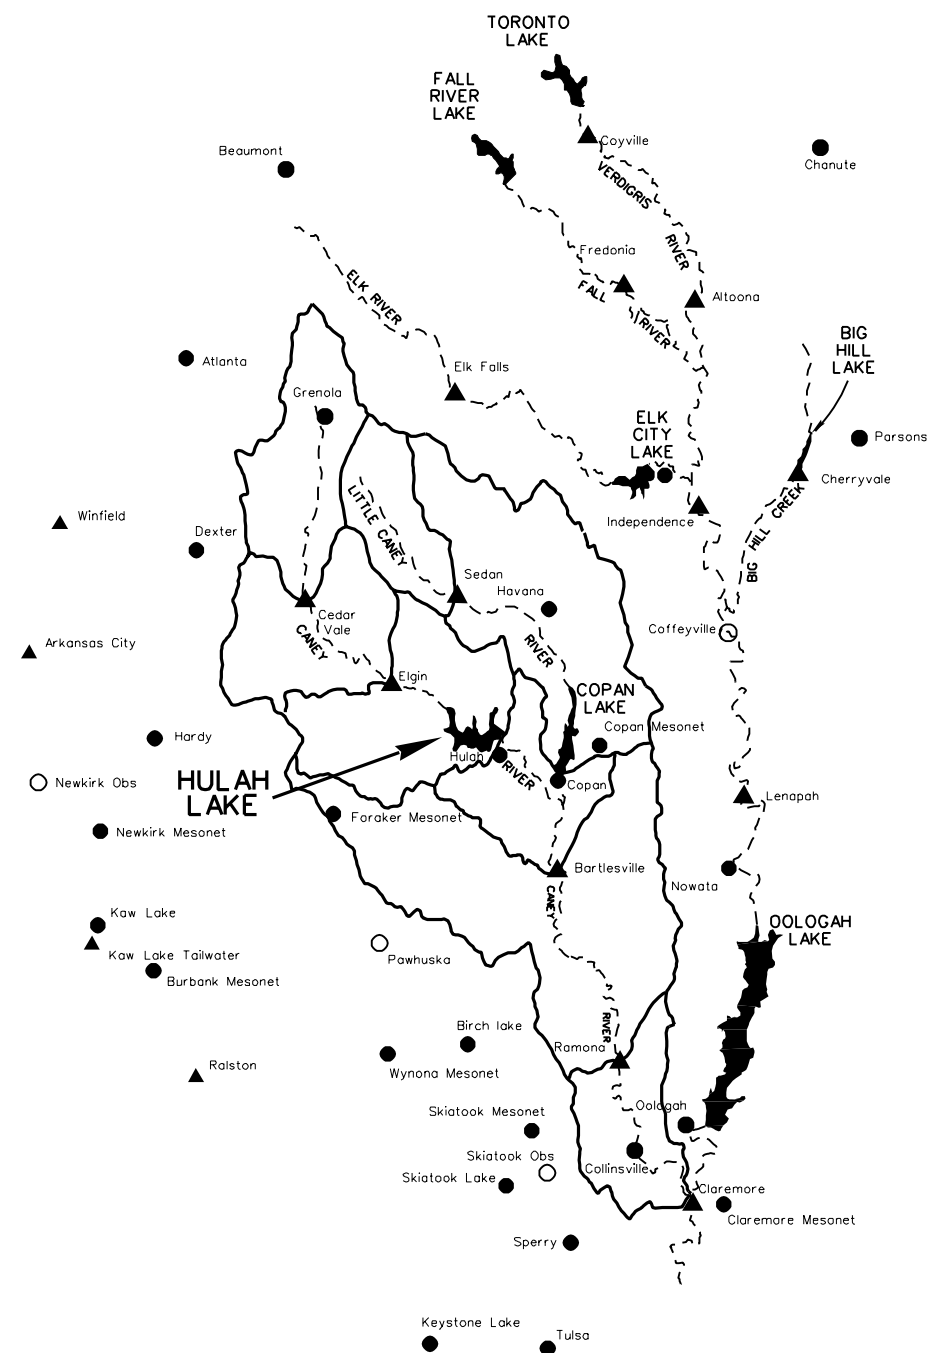 TORONTO
LAKE
FALL
RIVER
LAKE
Coyville
Beaumont
Chanute
VERDIGRIS
RIVER
Fredonia
ELK RIVER
FALL
RIVER
Altoona
BIG
HILL
LAKE
Atlanta
Elk Falls
Grenola
ELK
CITY
LAKE
Parsons
Cherryvale
LITTLE CANEY
RIVER
BIG HILL CREEK
Winfield
Independence
Dexter
Sedan
Havana
Cedar
Vale
CANEY
Coffeyville
Arkansas City
Elgin
COPAN
LAKE
Copan Mesonet
Hardy
Hulah
RIVER
HULAH
LAKE
Newkirk Obs
Copan
Lenapah
Foraker Mesonet
Newkirk Mesonet
Bartlesville
Nowata
CANEY
RIVER
Kaw Lake
OOLOGAH
LAKE
Kaw Lake Tailwater
Pawhuska
Burbank Mesonet
Birch lake
Ramona
Ralston
Wynona Mesonet
Oologah
Skiatook Mesonet
Skiatook Obs
Collinsville
Skiatook Lake
Claremore
Claremore Mesonet
Sperry
Keystone Lake
Tulsa